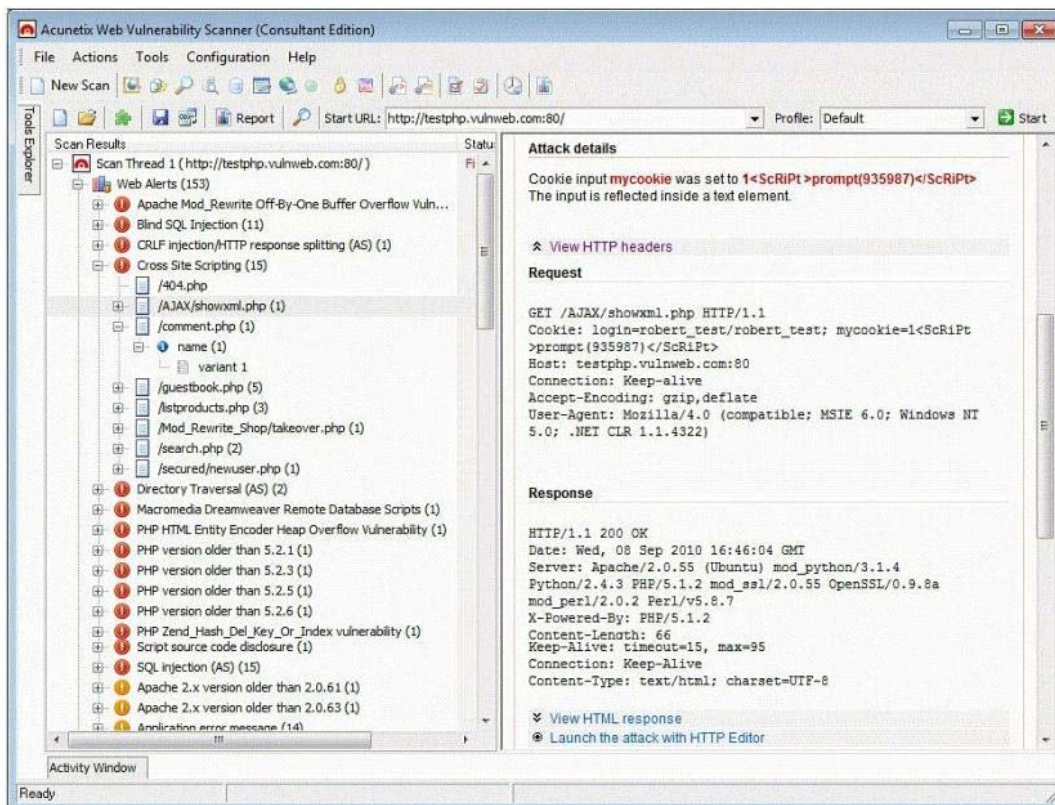 Acunetix Web Vulnerability Scanner (Consultant Edition)
File Actions Tools Configuration Help
New Scan
Report Start URL: http://testphp.vulnweb.com:80/ Profile: Default Start
Tools Explorer
Scan Results Statu
Scan Thread 1 ( http://testphp.vulnweb.com:80/ ) Fi
Web Alerts (153)
Apache Mod_Rewrite Off-By-One Buffer Overflow Vuln...
Blind SQL Injection (11)
CRLF injection/HTTP response splitting (AS) (1)
Cross Site Scripting (15)
/404.php
/AJAX/showxml.php (1)
/comment.php (1)
name (1)
variant 1
/guestbook.php (5)
/listproducts.php (3)
/Mod_Rewrite_Shop/takeover.php (1)
/search.php (2)
/secured/newuser.php (1)
Directory Traversal (AS) (2)
Macromedia Dreamweaver Remote Database Scripts (1)
PHP HTML Entity Encoder Heap Overflow Vulnerability (1)
PHP version older than 5.2.1 (1)
PHP version older than 5.2.3 (1)
PHP version older than 5.2.5 (1)
PHP version older than 5.2.6 (1)
PHP Zend_Hash_Del_Key_Or_Index vulnerability (1)
Script source code disclosure (1)
SQL injection (AS) (15)
Apache 2.x version older than 2.0.61 (1)
Apache 2.x version older than 2.0.63 (1)
Application error message (14)
Attack details
Cookie input mycookie was set to 1<ScRiPt >prompt(935987)</ScRiPt>
The input is reflected inside a text element.
View HTTP headers
Request
GET /AJAX/showxml.php HTTP/1.1
Cookie: login=robert_test/robert_test; mycookie=1<ScRiPt
>prompt(935987)</ScRiPt>
Host: testphp.vulnweb.com:80
Connection: Keep-alive
Accept-Encoding: gzip,deflate
User-Agent: Mozilla/4.0 (compatible; MSIE 6.0; Windows NT
5.0; .NET CLR 1.1.4322)
Response
HTTP/1.1 200 OK
Date: Wed, 08 Sep 2010 16:46:04 GMT
Server: Apache/2.0.55 (Ubuntu) mod_python/3.1.4
Python/2.4.3 PHP/5.1.2 mod_ssl/2.0.55 OpenSSL/0.9.8a
mod_perl/2.0.2 Perl/v5.8.7
X-Powered-By: PHP/5.1.2
Content-Length: 66
Keep-Alive: timeout=15, max=95
Connection: Keep-Alive
Content-Type: text/html; charset=UTF-8
View HTML response
Launch the attack with HTTP Editor
Activity Window
Ready